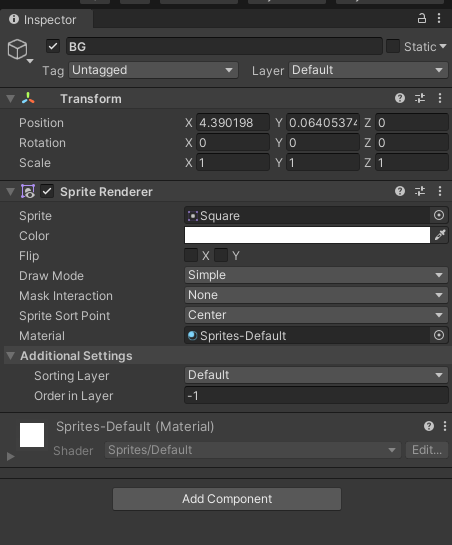 Inspector
BG Static
Tag Untagged Layer Default
Transform
Position X 4.390198 Y 0.06405374 Z 0
Rotation X 0 Y 0 Z 0
Scale X 1 Y 1 Z 1
Sprite Renderer
Sprite Square
Color
Flip X Y
Draw Mode Simple
Mask Interaction None
Sprite Sort Point Center
Material Sprites-Default
Additional Settings
Sorting Layer Default
Order in Layer -1
Sprites-Default (Material)
Shader Sprites/Default Edit...
Add Component